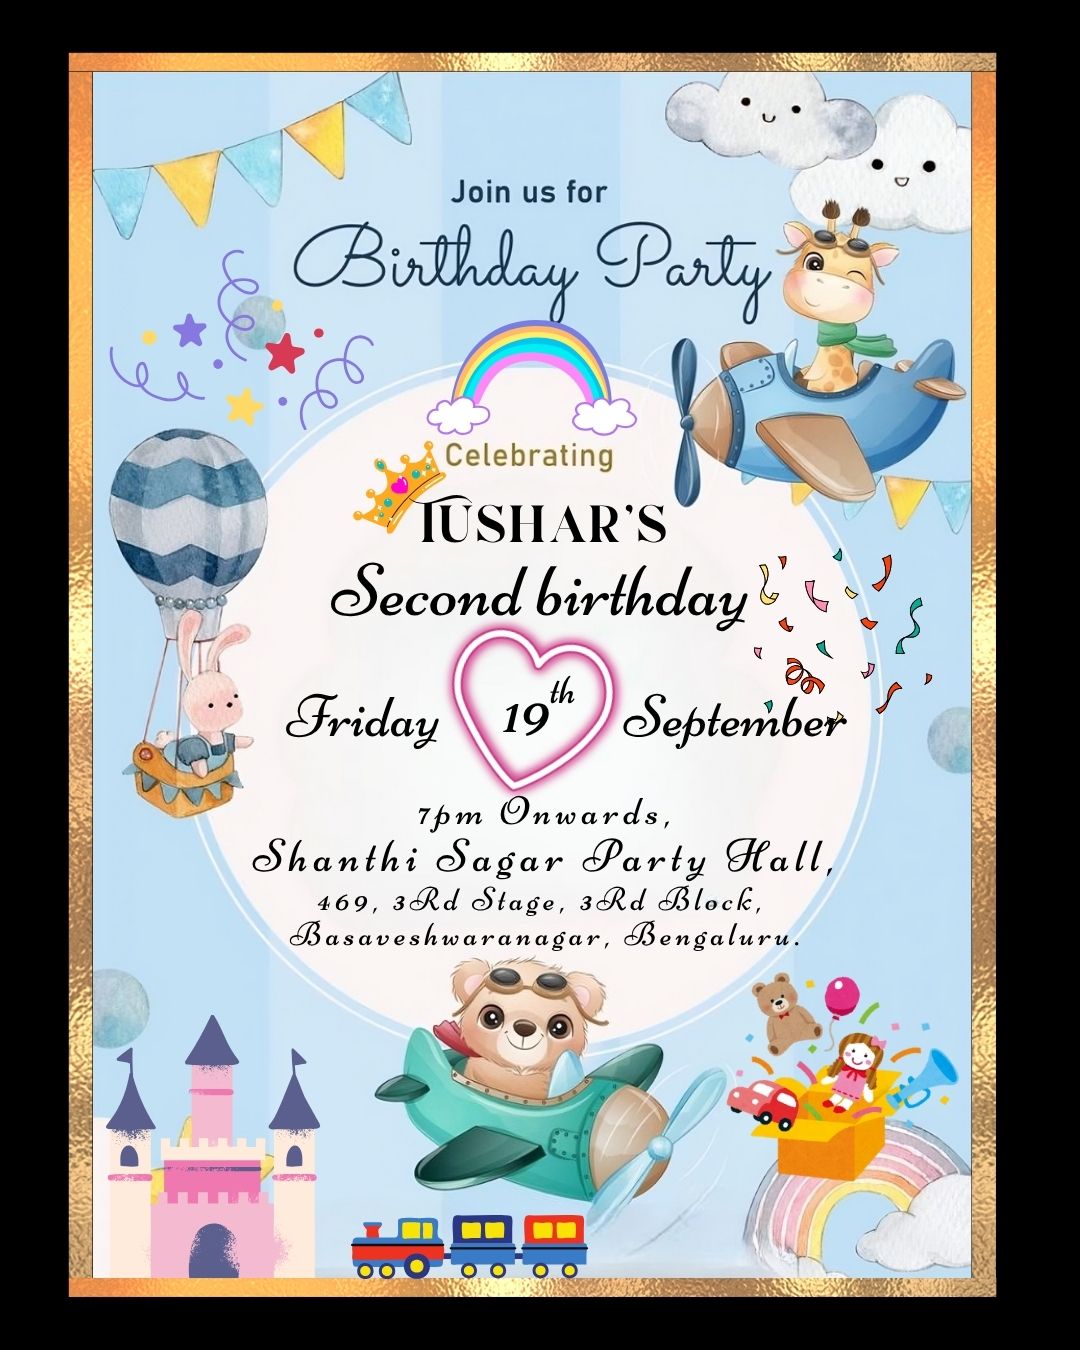 Join us for
Birthday Party
Celebrating
TUSHAR'S
Second birthday
Friday 19th September
7pm Onwards,
Shanthi Sagar Party Hall,
469, 3Rd Stage, 3Rd Block,
Basaveshwaranagar, Bengaluru.